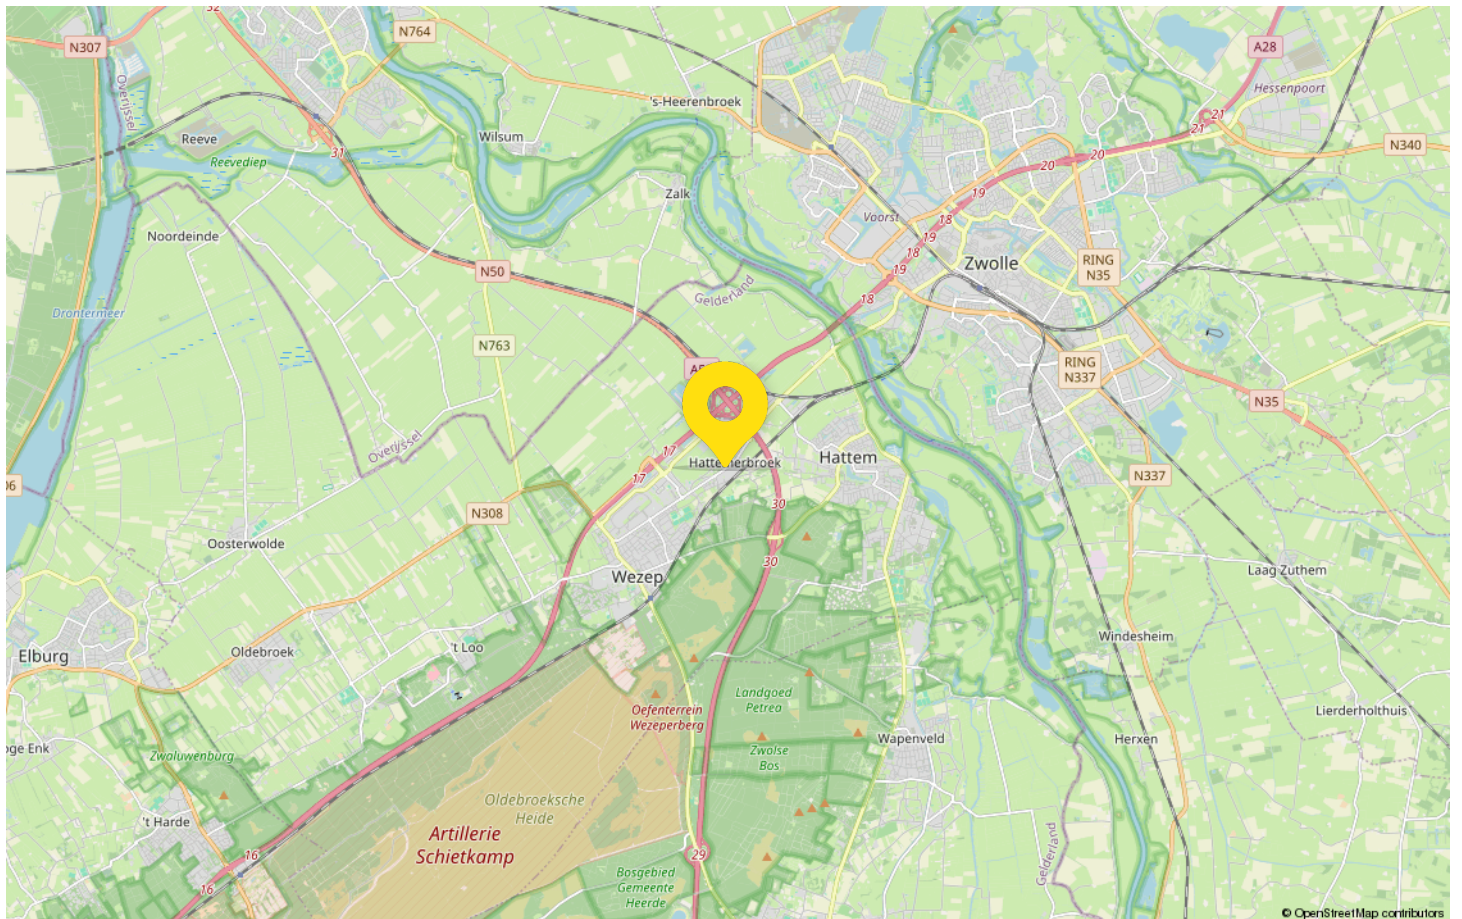 32
N764
N307
A28
Overijssel
Hessenpoort
's-Heerenbroek
21
Wilsum
21
Reeve
N340
31
20
20
Reevediep
19
Zalk
Voorst
18
19
Noordeinde
18
Zwolle
RING
N35
19
N50
Gelderland
18
Drontermeer
N763
RING
N337
N35
Overijssel
17
Hattem
17
N337
30
N308
Oosterwolde
30
Laag Zuthem
Wezep
Windesheim
't Loo
Oldebroek
Elburg
Landgoed
Petrea
Oefenterrein
Wezeperberg
Lierderholthuis
Wapenveld
Herxen
oge Enk
Zwaluwenburg
Zwolse
Bos
Oldebroeksche
Heide
't Harde
Artillerie
Schietkamp
Gelderland
16
29
16
Bosgebied
Gemeente
Heerde
© OpenStreetMap contributors